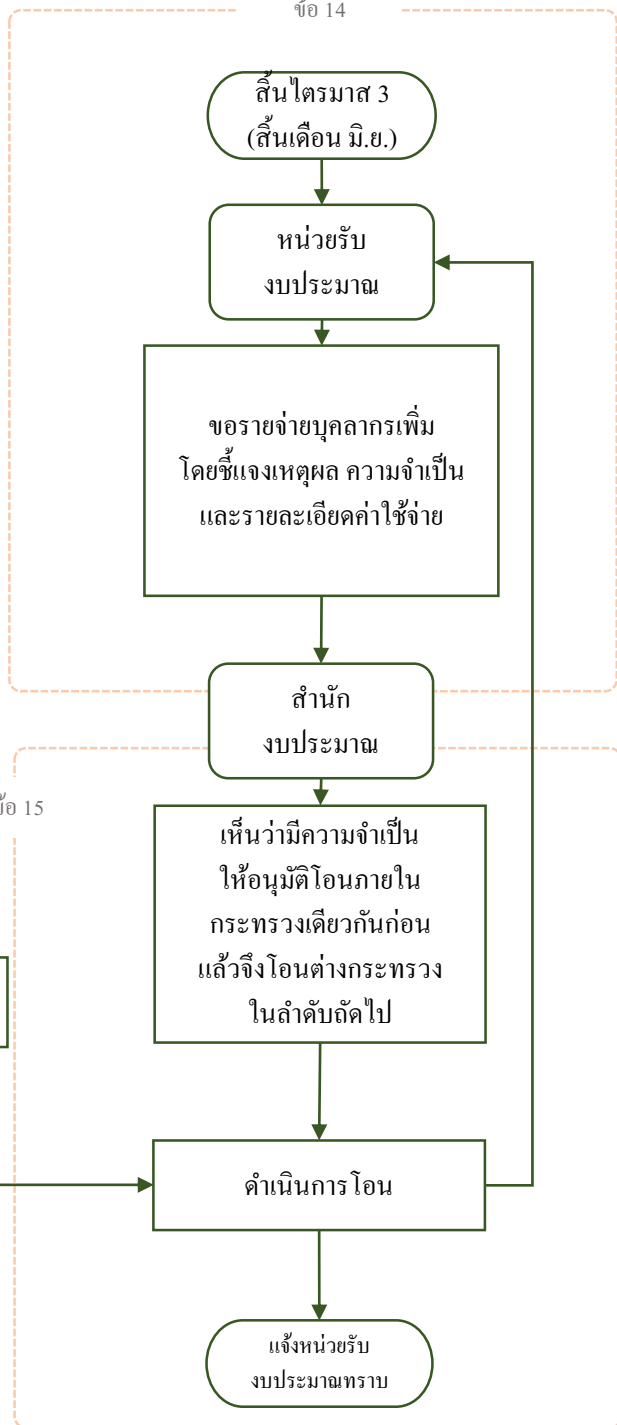 ข้อ 14
สิ้นไตรมาส 3
(สิ้นเดือน มิ.ย.)
หน่วยรับ
งบประมาณ
ขอรายจ่ายบุคลากรเพิ่ม
โดยชี้แจงเหตุผล ความจำเป็น
และรายละเอียดค่าใช้จ่าย
สำนัก
งบประมาณ
ข้อ 15
เห็นว่ามีความจำเป็น
ให้อนุมัติโอนภายใน
กระทรวงเดียวกันก่อน
แล้วจึงโอนต่างกระทรวง
ในลำดับถัดไป
ดำเนินการโอน
แจ้งหน่วยรับ
งบประมาณทราบ